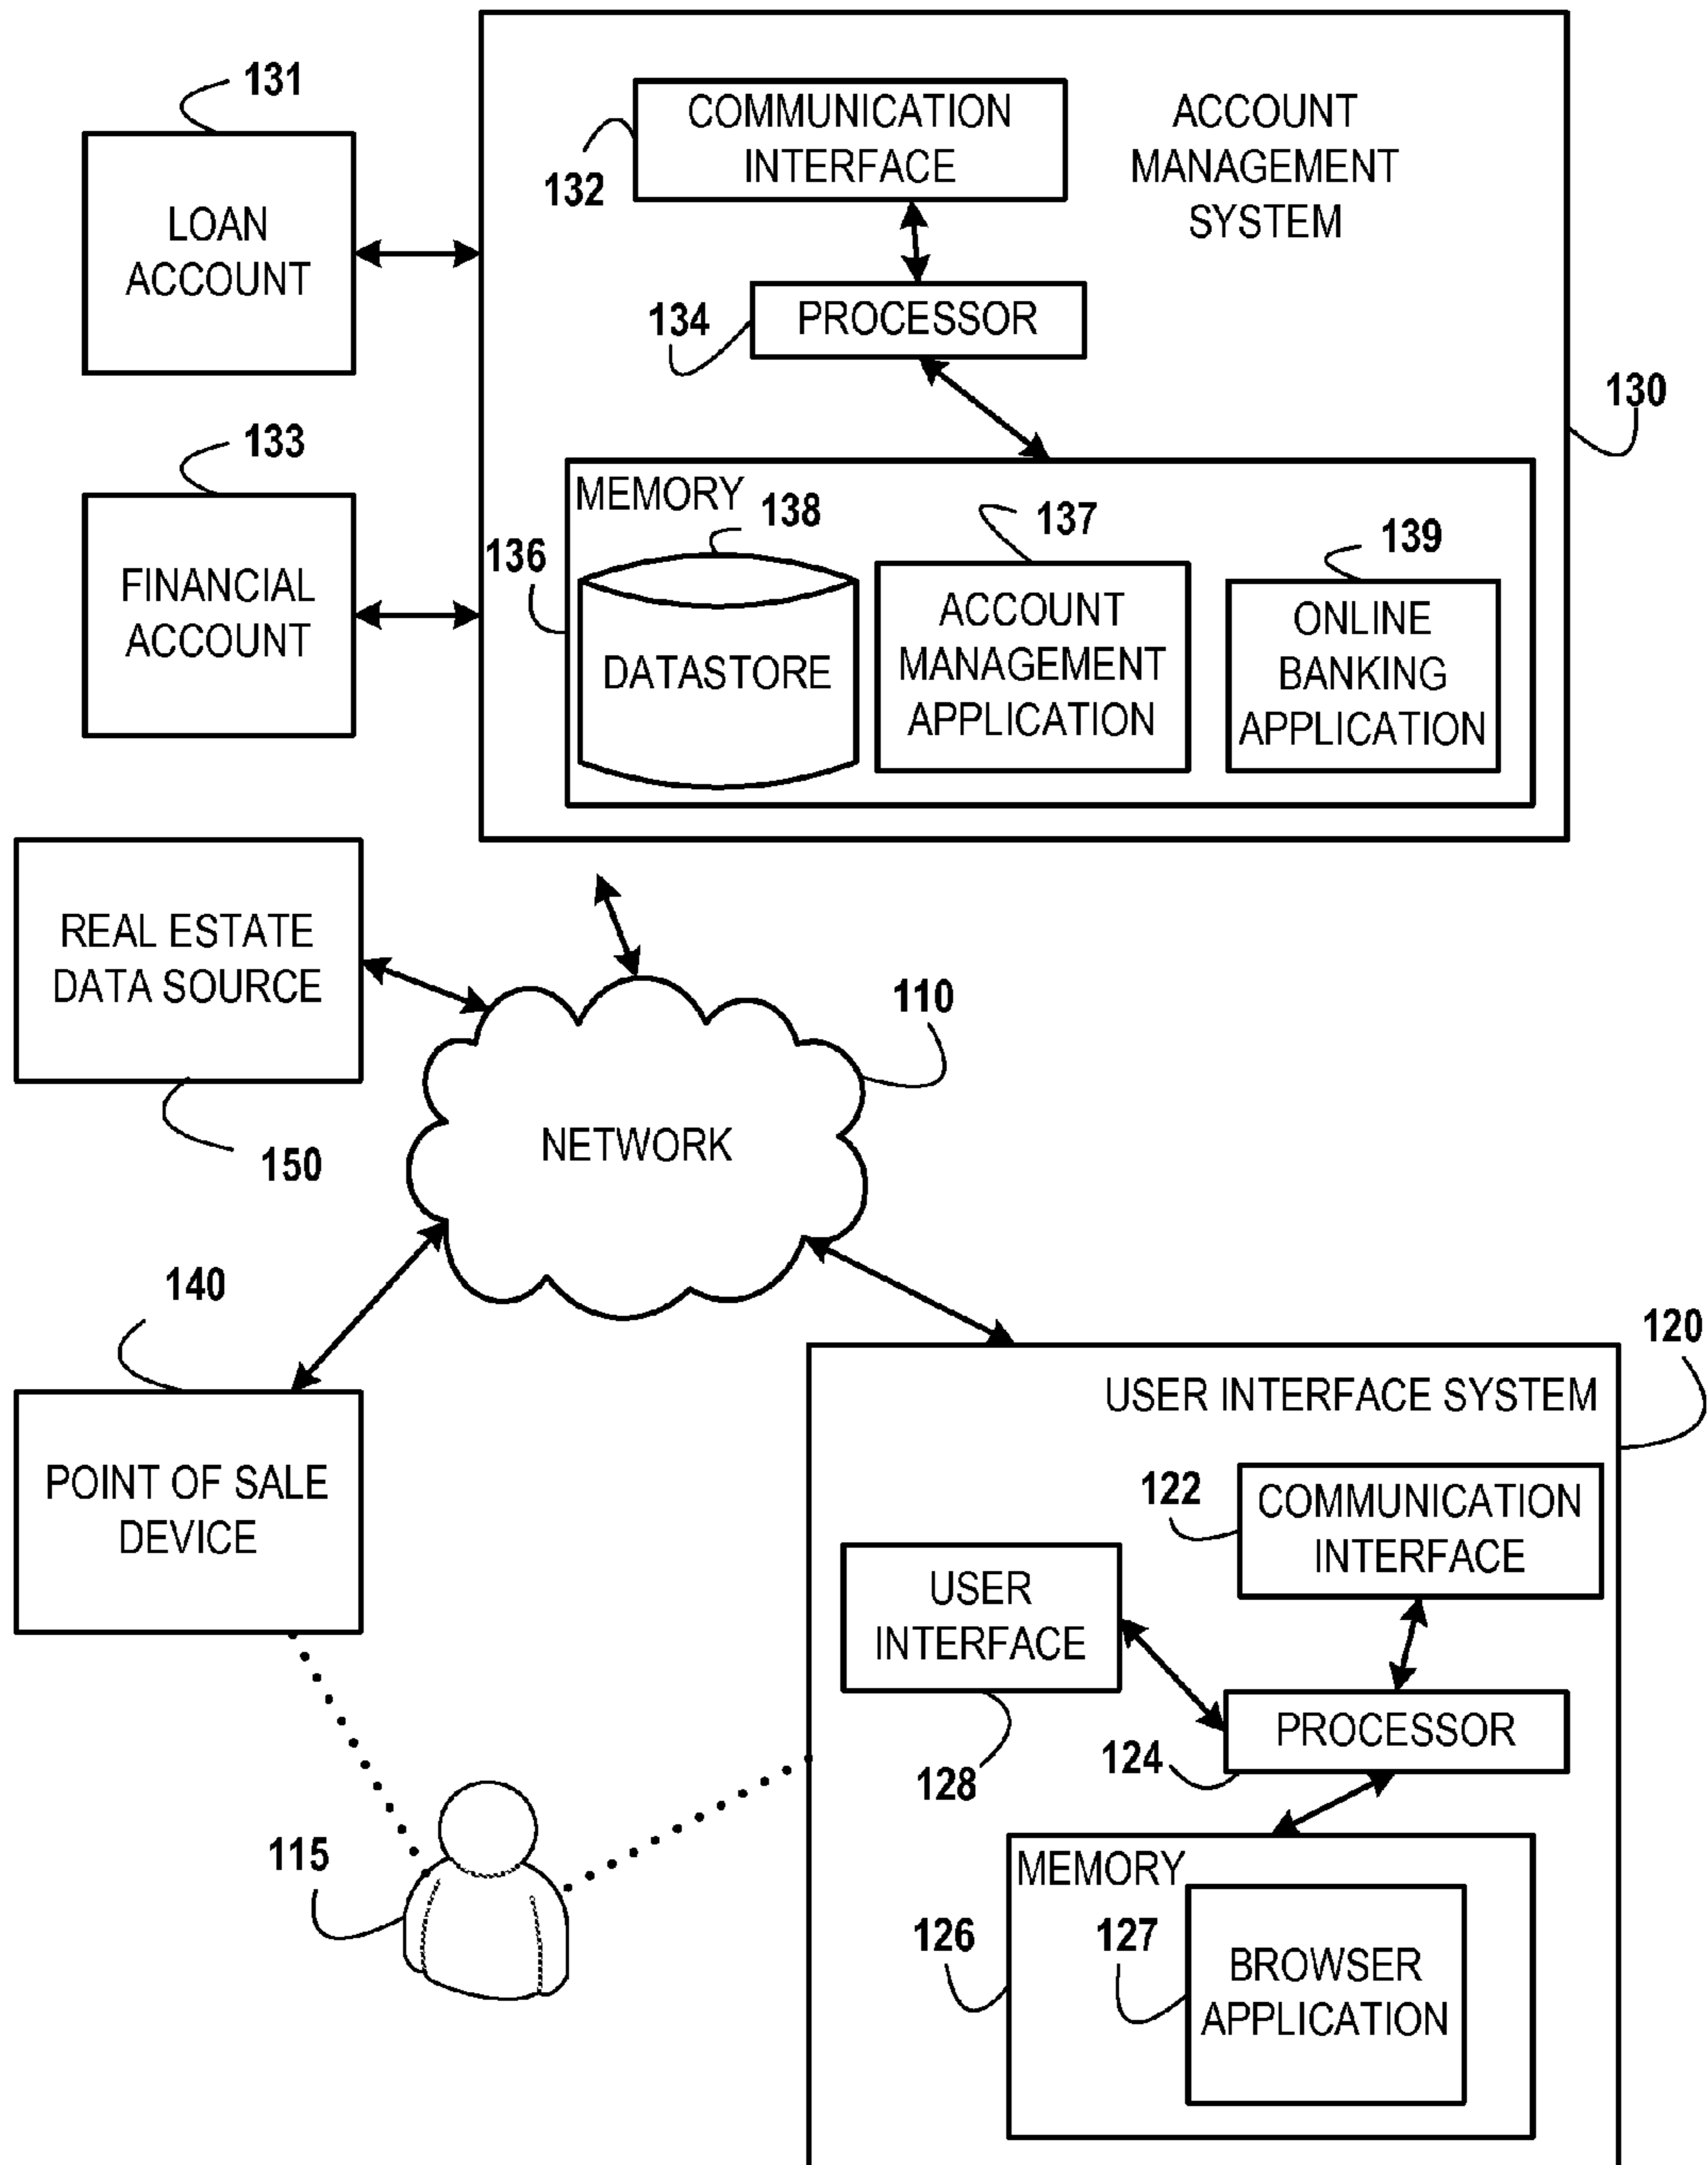 131
LOAN
ACCOUNT
COMMUNICATION
INTERFACE
132
ACCOUNT
MANAGEMENT
SYSTEM
PROCESSOR
134
130
133
FINANCIAL
ACCOUNT
MEMORY
138
137
139
136
DATASTORE
ACCOUNT
MANAGEMENT
APPLICATION
ONLINE
BANKING
APPLICATION
REAL ESTATE
DATA SOURCE
150
110
NETWORK
140
POINT OF SALE
DEVICE
120
USER INTERFACE SYSTEM
122
COMMUNICATION
INTERFACE
USER
INTERFACE
128
PROCESSOR
124
115
MEMORY
126
127
BROWSER
APPLICATION